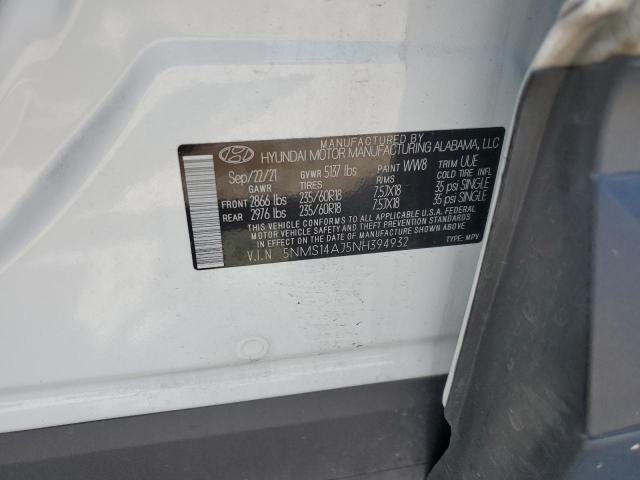 MANUFACTURED BY
HYUNDAI MOTOR MANUFACTURING ALABAMA, LLC
Sep/22/21 GVWR 5137 lbs PAINT WW8 TRIM UUE
GAWR TIRES RIMS COLD TIRE INFL
FRONT 2866 lbs 235/60R18 7.5JX18 35 psi SINGLE
REAR 2976 lbs 235/60R18 7.5JX18 35 psi SINGLE
THIS VEHICLE CONFORMS TO ALL APPLICABLE U.S.A. FEDERAL
MOTOR VEHICLE SAFETY AND THEFT PREVENTION STANDARDS
IN EFFECT ON THE DATE OF MANUFACTURE SHOWN ABOVE.
V.I.N 5NMS14AJ5NH394932 TYPE: MPV